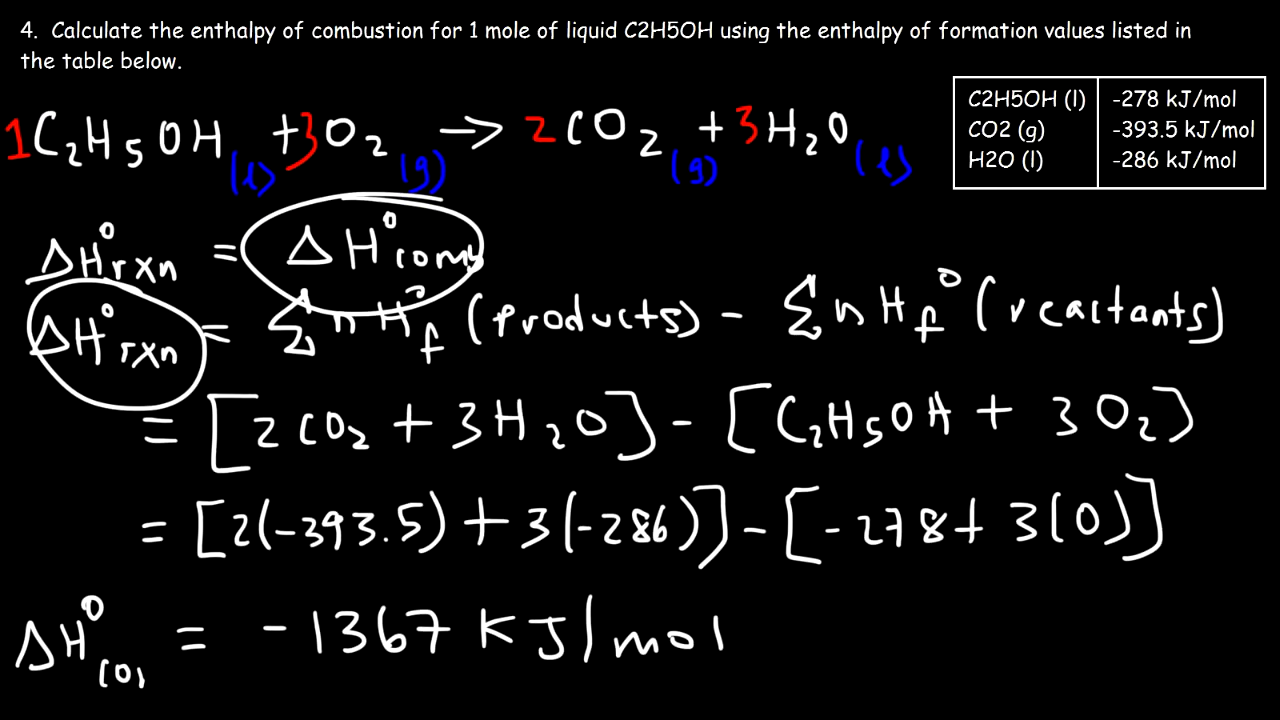 4. Calculate the enthalpy of combustion for 1 mole of liquid C2H5OH using the enthalpy of formation values listed in
the table below.
C2H5OH (l) -278 kJ/mol
CO2 (g) -393.5 kJ/mol
H2O (l) -286 kJ/mol
1C₂H₅OH(l) + 3O₂(g) → 2CO₂(g) + 3H₂O(l)
ΔH°rxn = ΔH°comb
ΔH°rxn = Σ n H°f (products) - Σ n H°f (reactants)
= [2CO₂ + 3H₂O] - [C₂H₅OH + 3O₂]
= [2(-393.5) + 3(-286)] - [-278 + 3(0)]
ΔH°co = -1367 KJ/mol